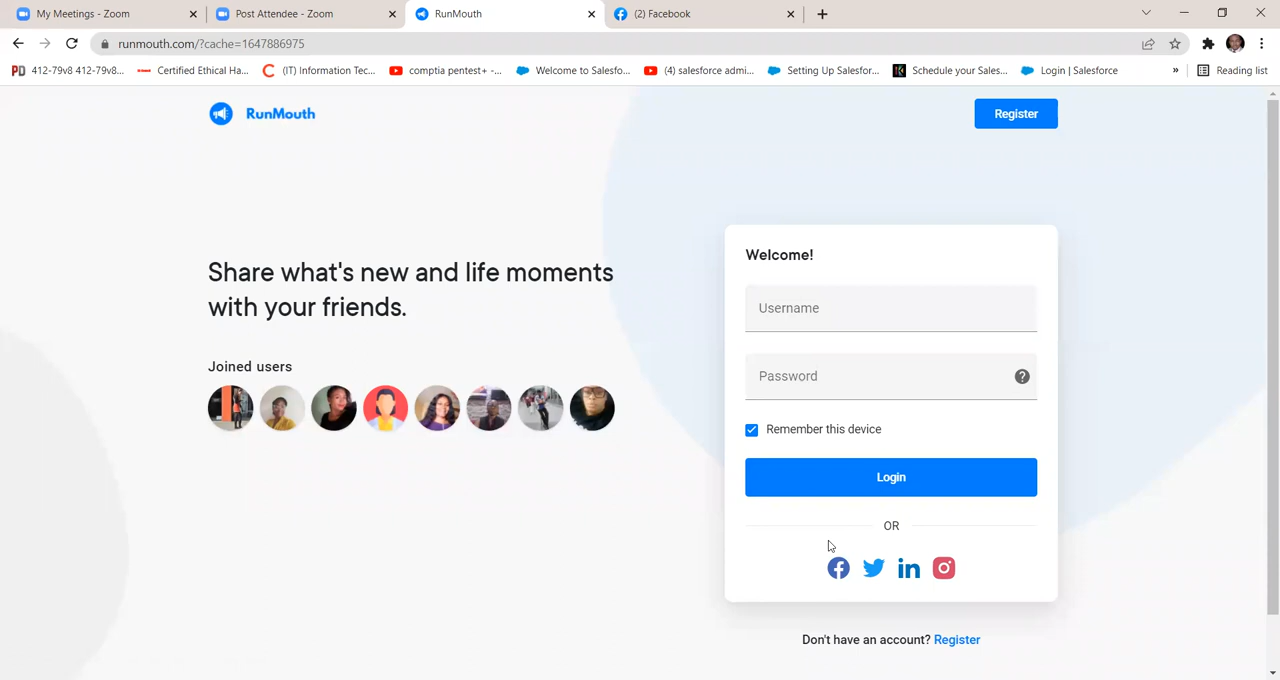 My Meetings - Zoom
Post Attendee - Zoom
RunMouth
(2) Facebook
runmouth.com/?cache=1647886975
PD 412-79v8 412-79v8...
Certified Ethical Ha...
(IT) Information Tec...
comptia pentest+ -...
Welcome to Salesfo...
(4) salesforce admi...
Setting Up Salesfor...
Schedule your Sales...
Login | Salesforce
»
Reading list
RunMouth
Register
Share what's new and life moments
with your friends.
Joined users
Welcome!
Username
Password
Remember this device
Login
OR
Don't have an account? Register